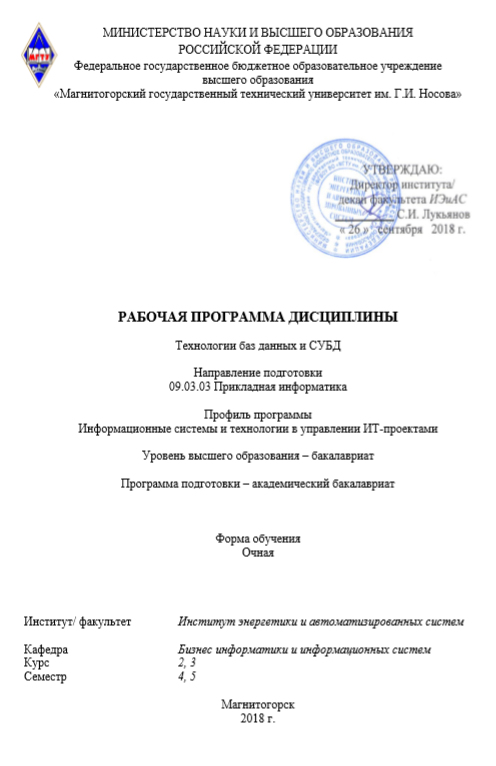 МИНИСТЕРСТВО НАУКИ И ВЫСШЕГО ОБРАЗОВАНИЯ
РОССИЙСКОЙ ФЕДЕРАЦИИ
Федеральное государственное бюджетное образовательное учреждение
высшего образования
«Магнитогорский государственный технический университет им. Г.И. Носова»
МГТУ
УТВЕРЖДАЮ:
Директор института/
декан факультета ИЭиАС
С.И. Лукьянов
« 26 » сентября 2018 г.
РАБОЧАЯ ПРОГРАММА ДИСЦИПЛИНЫ
Технологии баз данных и СУБД
Направление подготовки
09.03.03 Прикладная информатика
Профиль программы
Информационные системы и технологии в управлении ИТ-проектами
Уровень высшего образования – бакалавриат
Программа подготовки – академический бакалавриат
Форма обучения
Очная
Институт/ факультет Институт энергетики и автоматизированных систем
Кафедра Бизнес информатики и информационных систем
Курс 2, 3
Семестр 4, 5
Магнитогорск
2018 г.